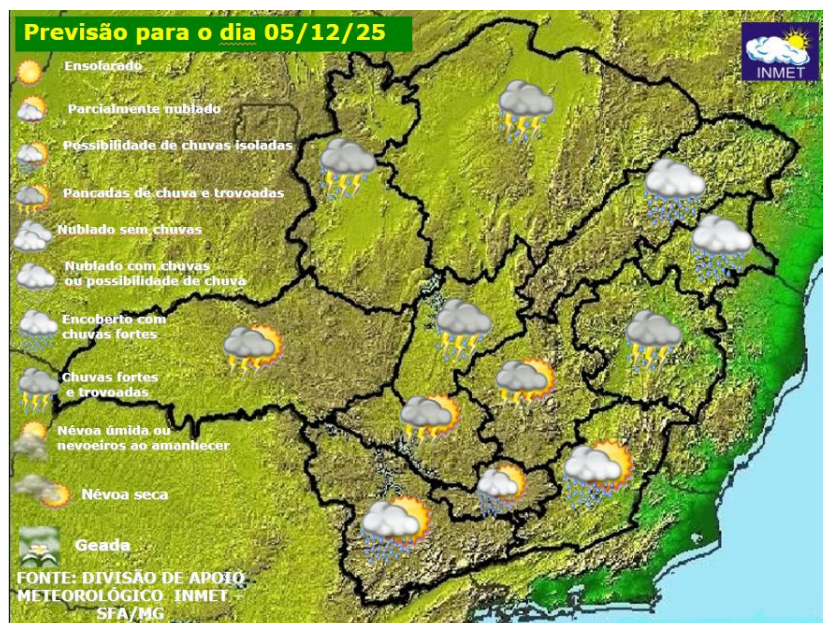 Previsão para o dia 05/12/25
INMET
Ensolarado
Parcialmente nublado
Possibilidade de chuvas isoladas
Pancadas de chuva e trovoadas
Nublado sem chuvas
Nublado com chuvas
ou possibilidade de chuva
Encoberto com
chuvas fortes
Chuvas fortes
e trovoadas
Névoa úmida ou
nevoeiros ao amanhecer
Névoa seca
Geada
FONTE: DIVISÃO DE APOIO
METEOROLÓGICO INMET -
SFA/MG